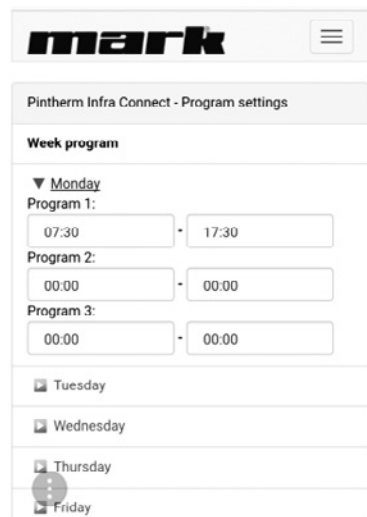 mark
Pintherm Infra Connect - Program settings
Week program
▼ Monday
Program 1:
07:30 - 17:30
Program 2:
00:00 - 00:00
Program 3:
00:00 - 00:00
Tuesday
Wednesday
Thursday
Friday